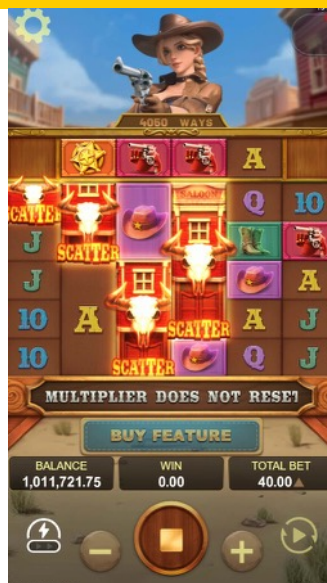 4050 WAYS
A
SALOON
SCATTER
Q 10
J SCATTER
J A
SCATTER
10 A A J
SCATTER
10 Q J
MULTIPLIER DOES NOT RESET
BUY FEATURE
BALANCE WIN TOTAL BET
1,011,721.75 0.00 40.00